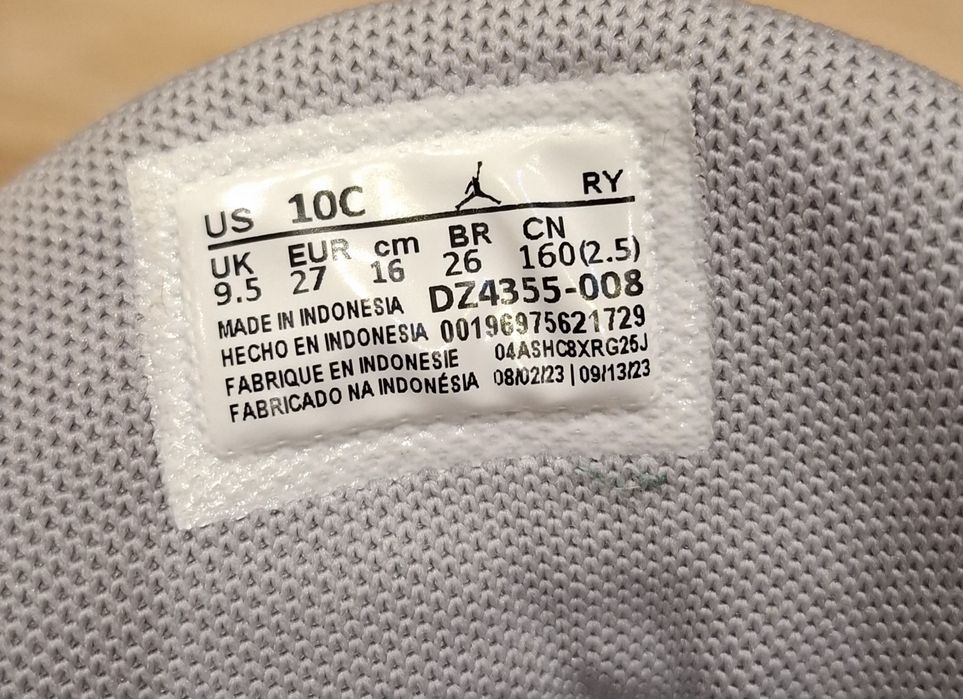 US 10C RY
UK EUR cm BR CN
9.5 27 16 26 160(2.5)
MADE IN INDONESIA DZ4355-008
HECHO EN INDONESIA 00196975621729
FABRIQUE EN INDONESIE 04ASHC8XRG25J
FABRICADO NA INDONÉSIA 08/02/23 | 09/13/23